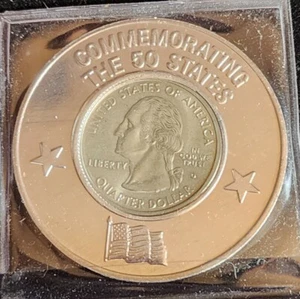 COMMEMORATING
THE 50 STATES
UNITED STATES OF AMERICA
LIBERTY
IN
GOD WE
TRUST
QUARTER DOLLAR